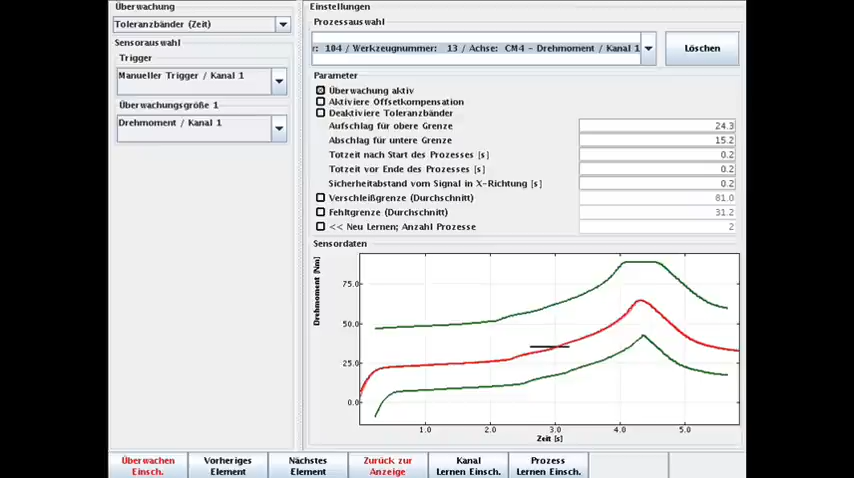 Überwachung
Toleranzbänder (Zeit)
Sensorauswahl
Trigger
Manueller Trigger / Kanal 1
Überwachungsgröße 1
Drehmoment / Kanal 1
Einstellungen
Prozessauswahl
r: 104 / Werkzeugnummer: 13 / Achse: CM4 - Drehmoment / Kanal 1
Löschen
Parameter
Überwachung aktiv
Aktiviere Offsetkompensation
Deaktiviere Toleranzbänder
Aufschlag für obere Grenze 24.3
Abschlag für untere Grenze 15.2
Totzeit nach Start des Prozesses [s] 0.2
Totzeit vor Ende des Prozesses [s] 0.2
Sicherheitabstand vom Signal in X-Richtung [s] 0.2
Verschleißgrenze (Durchschnitt) 81.0
Fehltgrenze (Durchschnitt) 31.2
<< Neu Lernen; Anzahl Prozesse 2
Sensordaten
Drehmoment [Nm]
75.0
50.0
25.0
0.0
1.0 2.0 3.0 4.0 5.0
Zeit [s]
Überwachen Einsch.
Vorheriges Element
Nächstes Element
Zurück zur Anzeige
Kanal Lernen Einsch.
Prozess Lernen Einsch.